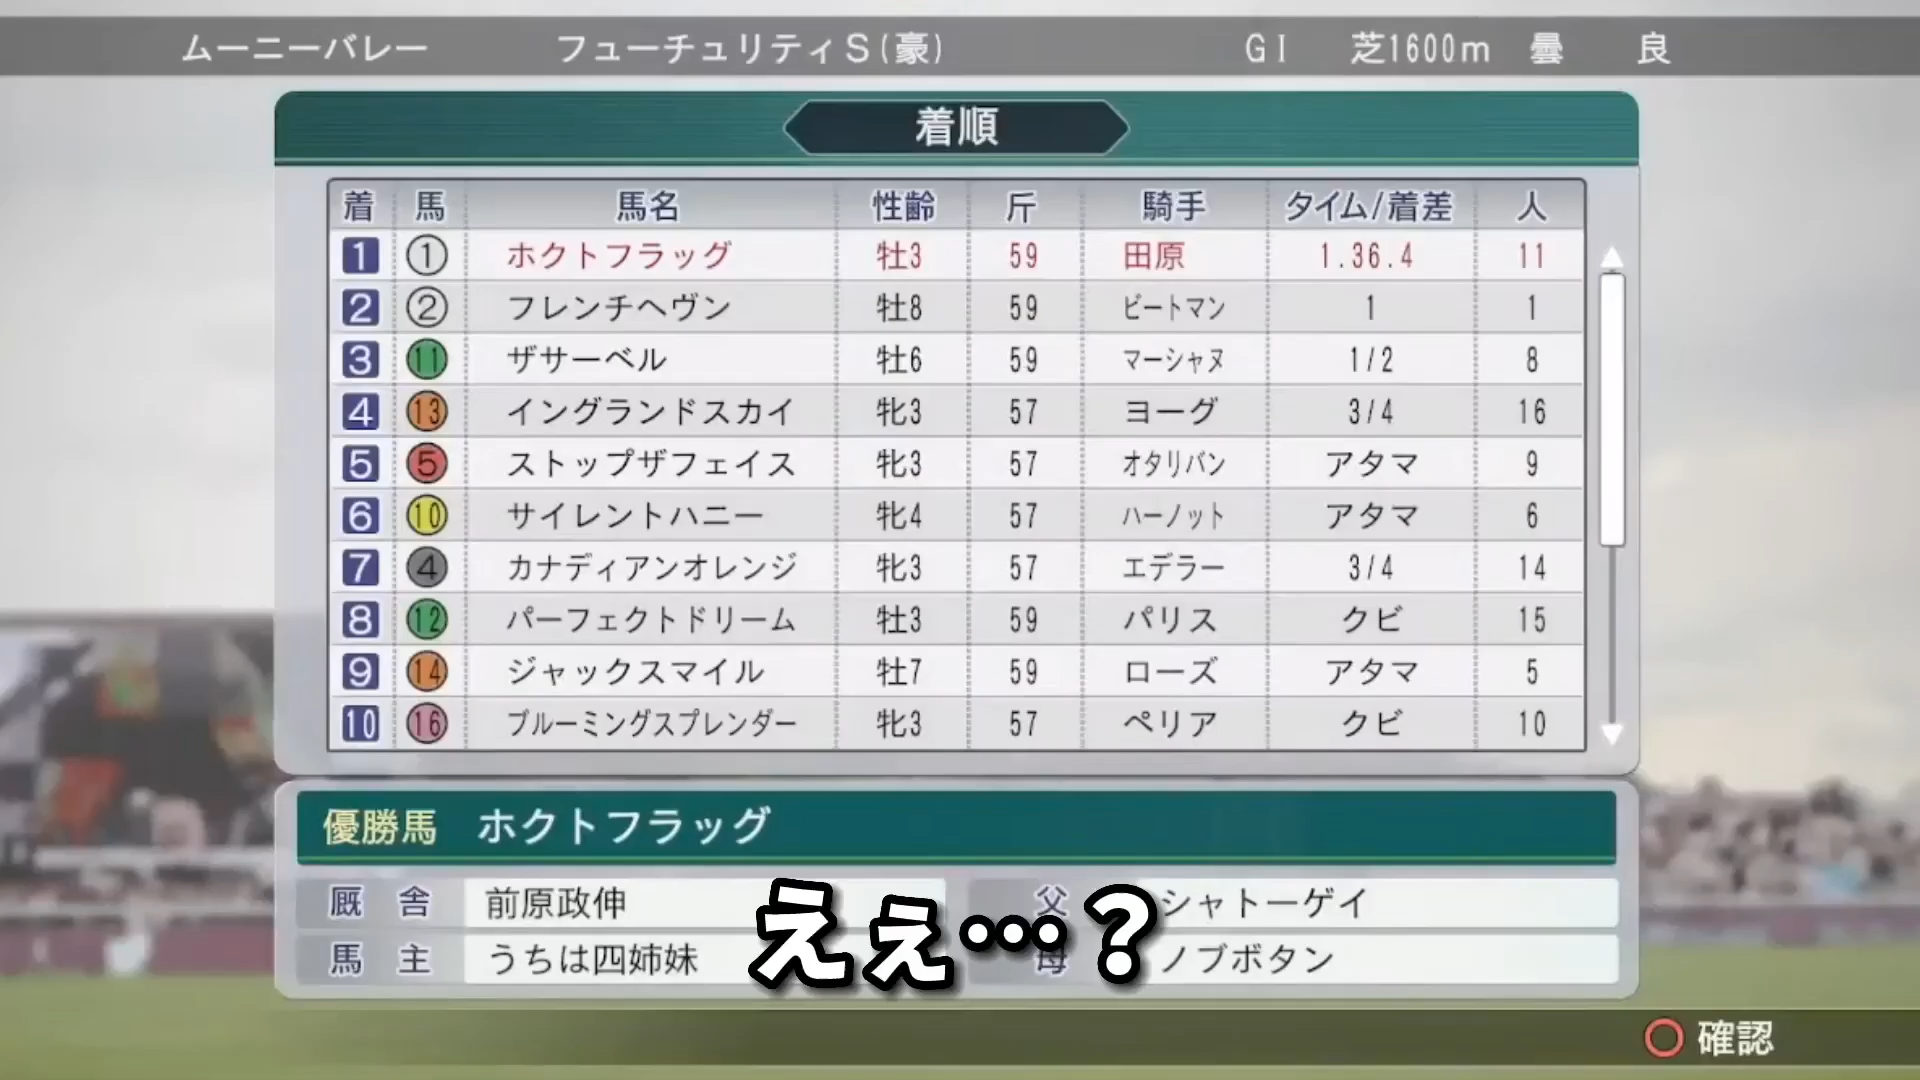 ムーニーバレー フューチュリティS(豪) GI 芝1600m 曇 良
着順
着 馬 馬名 性齢 斤 騎手 タイム/着差 人
1 1 ホクトフラッグ 牡3 59 田原 1.36.4 11
2 2 フレンチヘヴン 牡8 59 ビートマン 1 1
3 11 ザサーベル 牡6 59 マーシャヌ 1/2 8
4 13 イングランドスカイ 牝3 57 ヨーグ 3/4 16
5 5 ストップザフェイス 牝3 57 オタリバン アタマ 9
6 10 サイレントハニー 牝4 57 ハーノット アタマ 6
7 4 カナディアンオレンジ 牝3 57 エデラー 3/4 14
8 12 パーフェクトドリーム 牡3 59 パリス クビ 15
9 14 ジャックスマイル 牡7 59 ローズ アタマ 5
10 16 ブルーミングスプレンダー 牝3 57 ペリア クビ 10
優勝馬 ホクトフラッグ
厩舎 前原政伸 父 シャトーゲイ
馬主 うちは四姉妹 母 ノブボタン
えぇ…?
確認